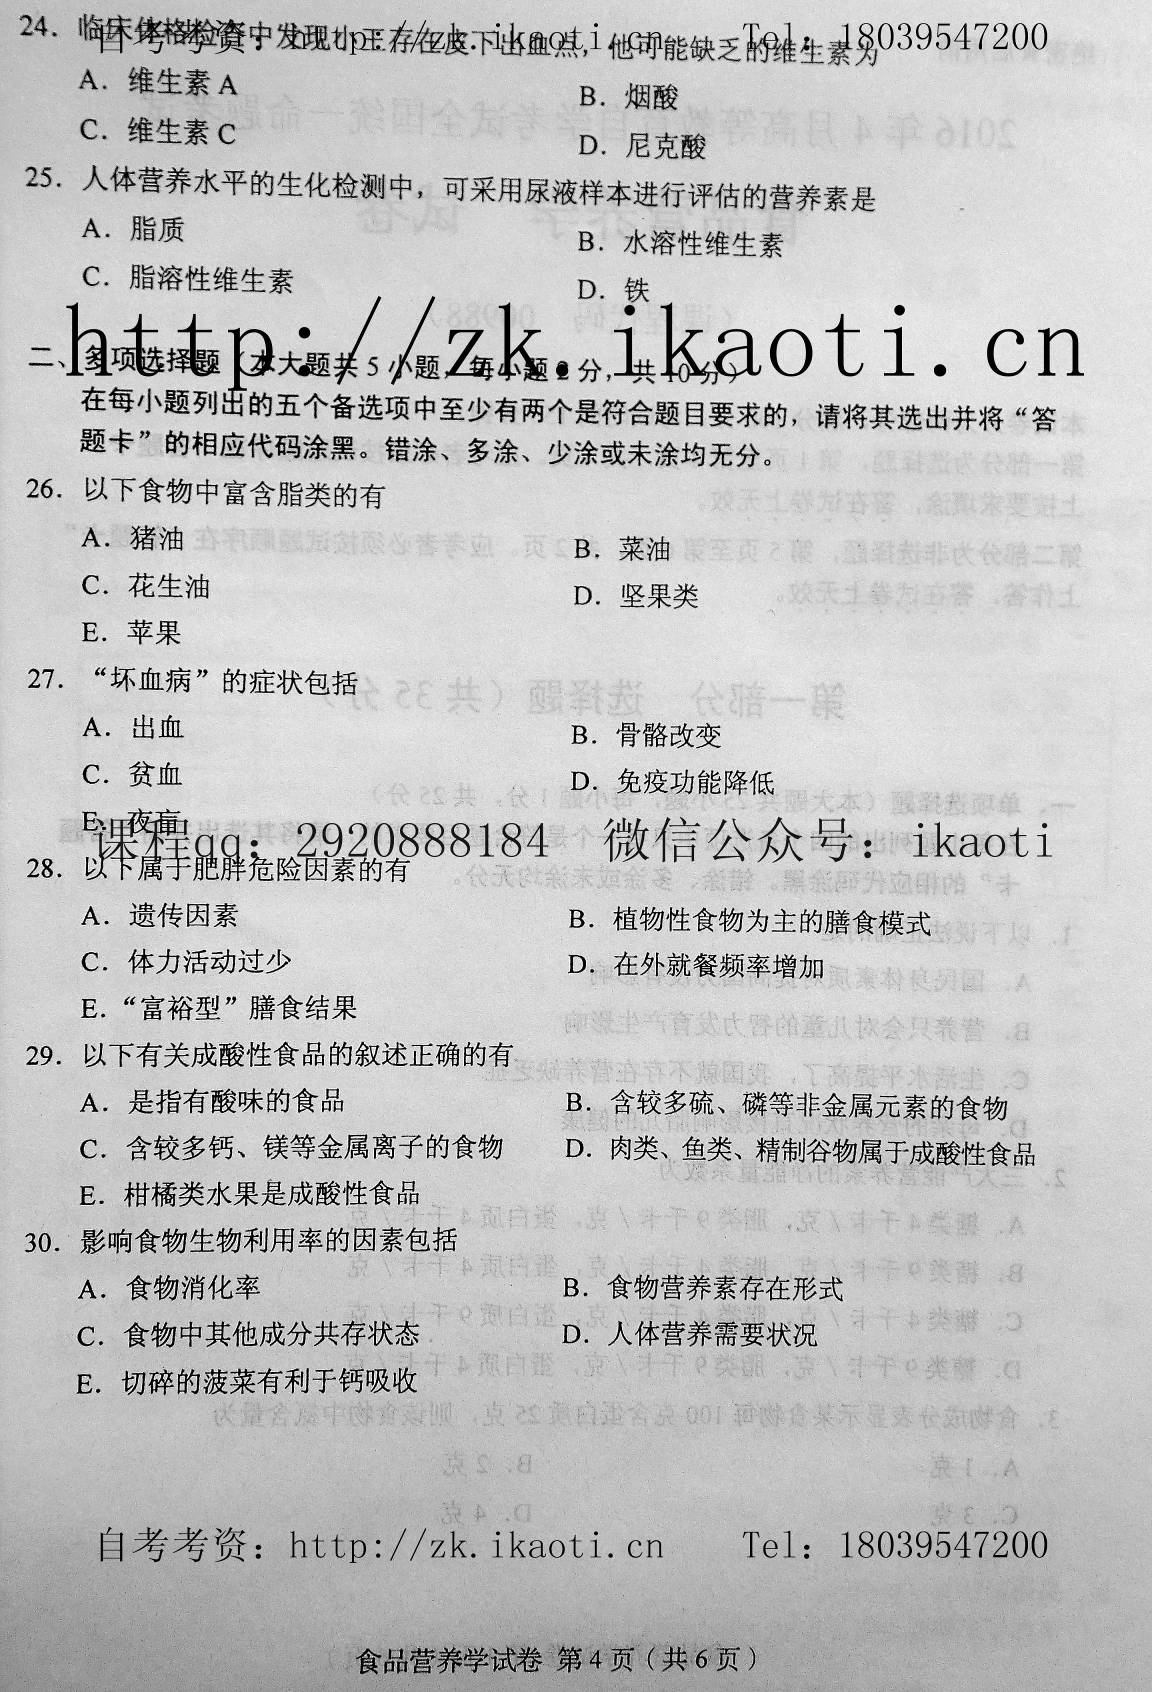 24. 临床体格检查中发现小王存在皮下出血点，他可能缺乏的维生素为
自考考资：http://zk.ikaoti.cn Tel：18039547200
A. 维生素 A
B. 烟酸
C. 维生素 C
D. 尼克酸
25. 人体营养水平的生化检测中，可采用尿液样本进行评估的营养素是
A. 脂质
B. 水溶性维生素
C. 脂溶性维生素
D. 铁
http://zk.ikaoti.cn
二、多项选择题（本大题共 5 小题，每小题 2 分，共 10 分）
在每小题列出的五个备选项中至少有两个是符合题目要求的，请将其选出并将“答
题卡”的相应代码涂黑。错涂、多涂、少涂或未涂均无分。
26. 以下食物中富含脂类的有
A. 猪油
B. 菜油
C. 花生油
D. 坚果类
E. 苹果
27. “坏血病”的症状包括
A. 出血
B. 骨骼改变
C. 贫血
D. 免疫功能降低
E. 夜盲
课程qq：2920888184 微信公众号：ikaoti
28. 以下属于肥胖危险因素的有
A. 遗传因素
B. 植物性食物为主的膳食模式
C. 体力活动过少
D. 在外就餐频率增加
E.“富裕型”膳食结果
29. 以下有关成酸性食品的叙述正确的有
A. 是指有酸味的食品
B. 含较多硫、磷等非金属元素的食物
C. 含较多钙、镁等金属离子的食物
D. 肉类、鱼类、精制谷物属于成酸性食品
E. 柑橘类水果是成酸性食品
30. 影响食物生物利用率的因素包括
A. 食物消化率
B. 食物营养素存在形式
C. 食物中其他成分共存状态
D. 人体营养需要状况
E. 切碎的菠菜有利于钙吸收
自考考资：http://zk.ikaoti.cn Tel：18039547200
食品营养学试卷 第 4 页（共 6 页）